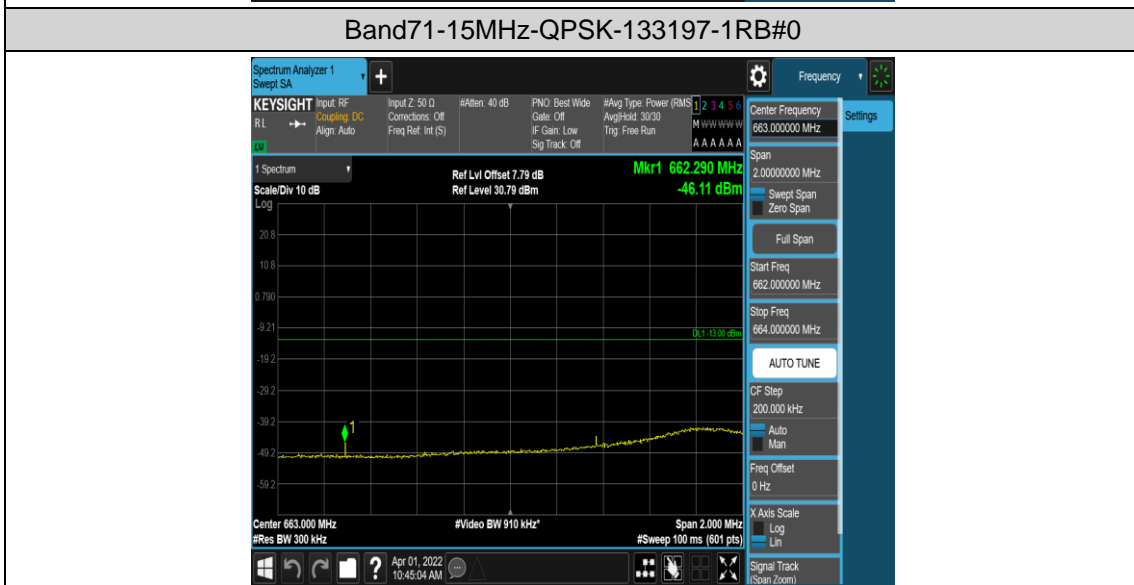 Band71-15MHz-QPSK-133197-1RB#0
Spectrum Analyzer 1
Swept SA
+
Frequency
KEYSIGHT
RL
LXI
Input: RF
Coupling: DC
Align: Auto
Input Z: 50 Ω
Corrections: Off
Freq Ref: Int (S)
#Atten: 40 dB
PNO: Best Wide
Gate: Off
IF Gain: Low
Sig Track: Off
#Avg Type: Power (RMS
Avg|Hold: 30/30
Trig: Free Run
1 2 3 4 5 6
M W W W W W
A A A A A A
1 Spectrum
Scale/Div 10 dB
Log
Ref Lvl Offset 7.79 dB
Ref Level 30.79 dBm
Mkr1 662.290 MHz
-46.11 dBm
20.8
10.8
0.790
-9.21
-19.2
-29.2
-39.2
-49.2
-59.2
DL1 -13.00 dBm
1
Center 663.000 MHz
#Res BW 300 kHz
#Video BW 910 kHz*
Span 2.000 MHz
#Sweep 100 ms (601 pts)
Center Frequency
663.000000 MHz
Settings
Span
2.00000000 MHz
Swept Span
Zero Span
Full Span
Start Freq
662.000000 MHz
Stop Freq
664.000000 MHz
AUTO TUNE
CF Step
200.000 kHz
Auto
Man
Freq Offset
0 Hz
X Axis Scale
Log
Lin
Signal Track
(Span Zoom)
?
Apr 01, 2022
10:45:04 AM